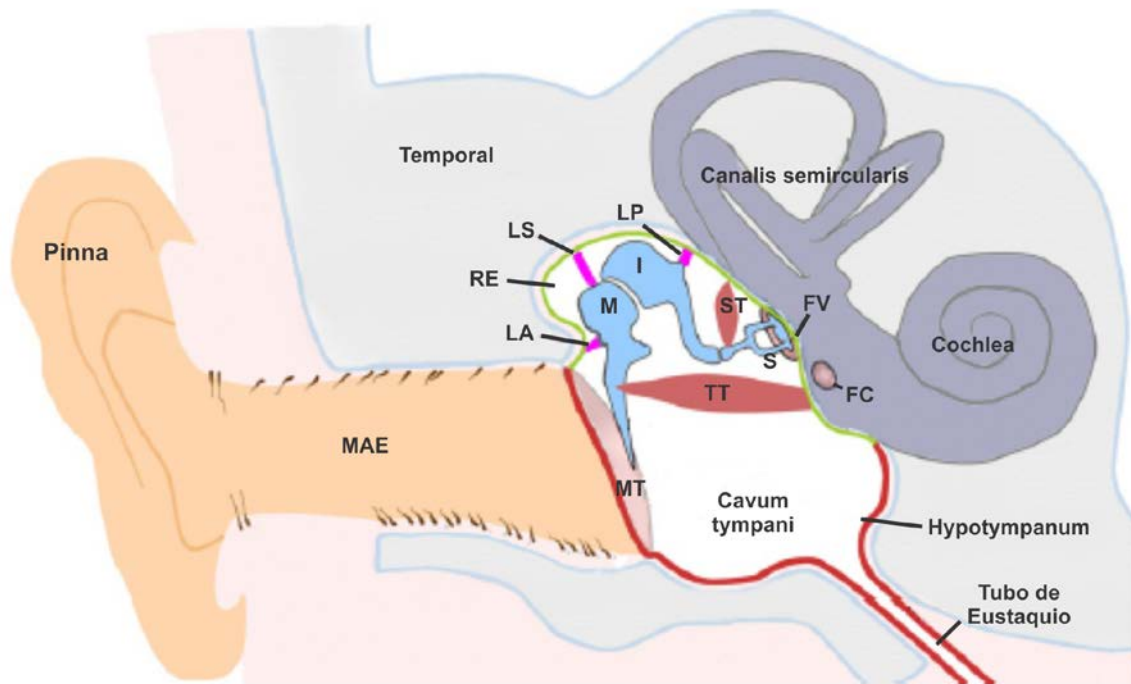 Temporal
Canalis semircularis
Pinna
LS
LP
RE
I
M
ST
FV
LA
S
Cochlea
TT
FC
MAE
MT
Cavum
tympani
Hypotympanum
Tubo de
Eustaquio